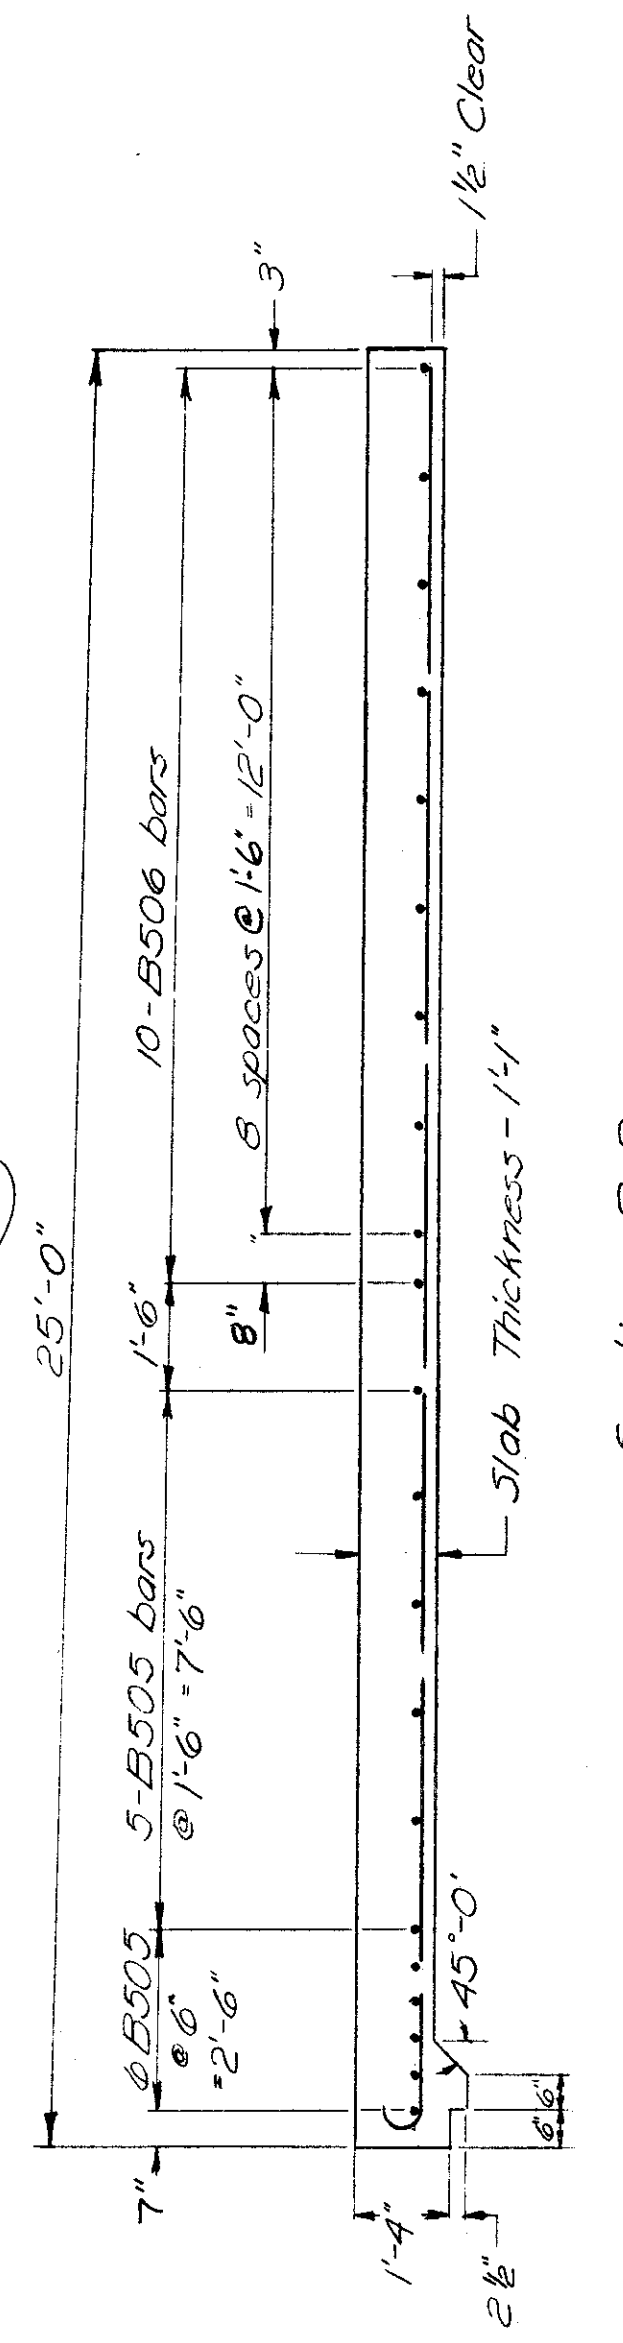 25'-0"
6 B505
@ 6"
=2'-6"
5-B505 bars
@ 1'-6" = 7'-6"
1'-6"
10-B506 bars
8 spaces @ 1'-6" = 12'-0"
8"
3"
7"
1'-4"
2½"
6"
6"
45°-0'
Slab Thickness - 1'-1"
1½" Clear